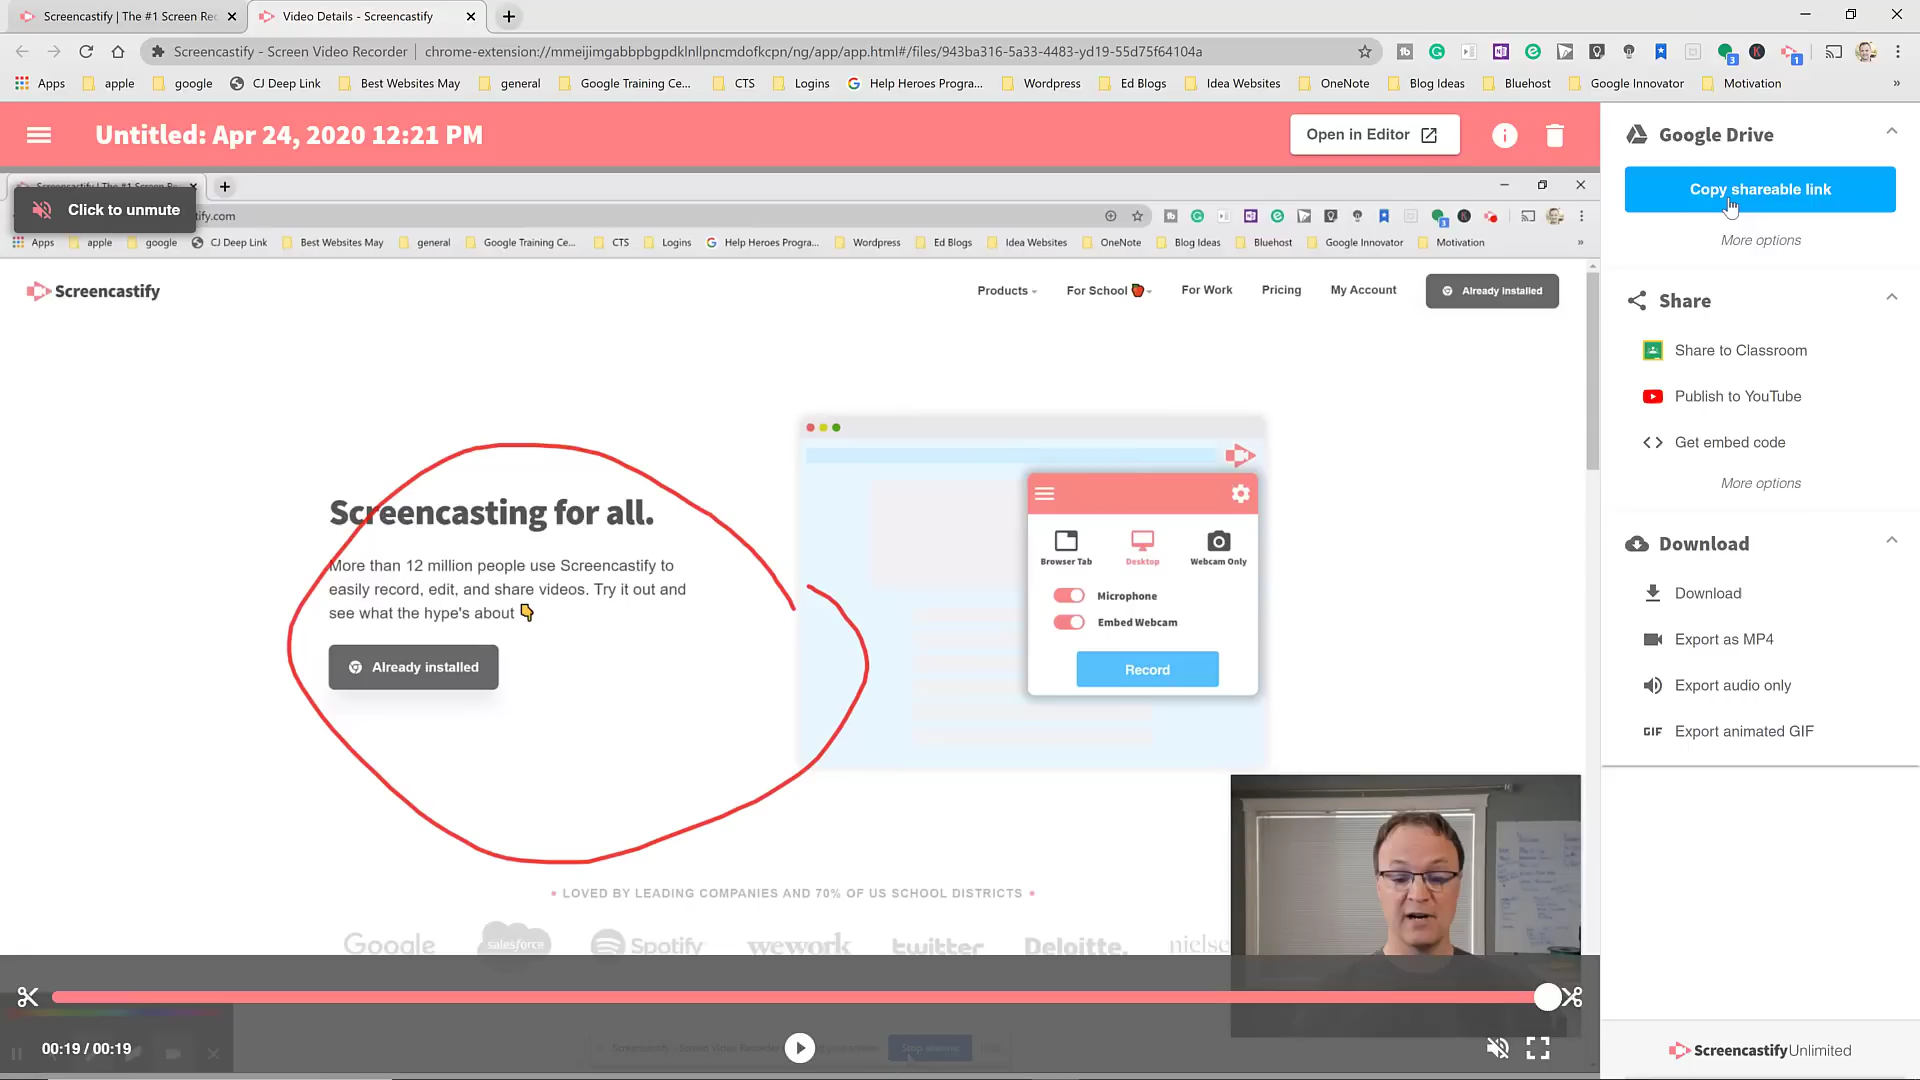 Screencastify | The #1 Screen Rec
Video Details - Screencastify
Screencastify - Screen Video Recorder | chrome-extension://mmeijimgabbpbgpdklnllpncmdofkcpn/ng/app/app.html#/files/943ba316-5a33-4483-yd19-55d75f64104a
Apps apple google CJ Deep Link Best Websites May general Google Training Ce... CTS Logins Help Heroes Progra... Wordpress Ed Blogs Idea Websites OneNote Blog Ideas Bluehost Google Innovator Motivation »
Untitled: Apr 24, 2020 12:21 PM
Open in Editor
Click to unmute
ify.com
Apps apple google CJ Deep Link Best Websites May general Google Training Ce... CTS Logins Help Heroes Progra... Wordpress Ed Blogs Idea Websites OneNote Blog Ideas Bluehost Google Innovator Motivation »
Screencastify
Products For School For Work Pricing My Account Already installed
Screencasting for all.
More than 12 million people use Screencastify to
easily record, edit, and share videos. Try it out and
see what the hype's about
Already installed
Browser Tab Desktop Webcam Only
Microphone
Embed Webcam
Record
• LOVED BY LEADING COMPANIES AND 70% OF US SCHOOL DISTRICTS •
Google salesforce Spotify wework twitter Deloitte. nielse
00:19 / 00:19
Google Drive
Copy shareable link
More options
Share
Share to Classroom
Publish to YouTube
Get embed code
More options
Download
Download
Export as MP4
Export audio only
GIF Export animated GIF
ScreencastifyUnlimited